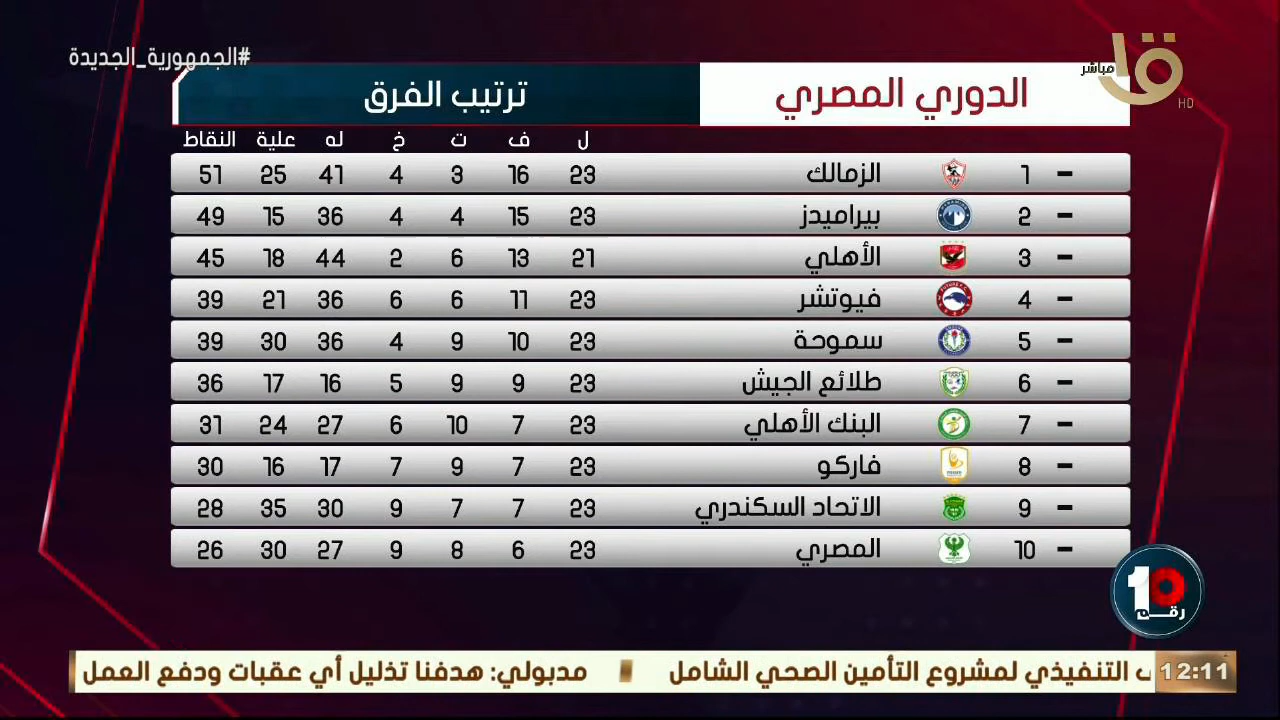 #الجمهورية_الجديدة
مباشر
HD
الدوري المصري ترتيب الفرق
ل ف ت خ له علية النقاط
- 1 الزمالك 23 16 3 4 41 25 51
- 2 بيراميدز 23 15 4 4 36 15 49
- 3 الأهلي 21 13 6 2 44 18 45
- 4 فيوتشر 23 11 6 6 36 21 39
- 5 سموحة 23 10 9 4 36 30 39
- 6 طلائع الجيش 23 9 9 5 16 17 36
- 7 البنك الأهلي 23 7 10 6 27 24 31
- 8 فاركو 23 7 9 7 17 16 30
- 9 الاتحاد السكندري 23 7 7 9 30 35 28
- 10 المصري 23 6 8 9 27 30 26
رقم 10
12:11 التنفيذي لمشروع التأمين الصحي الشامل مدبولي: هدفنا تذليل أي عقبات ودفع العمل